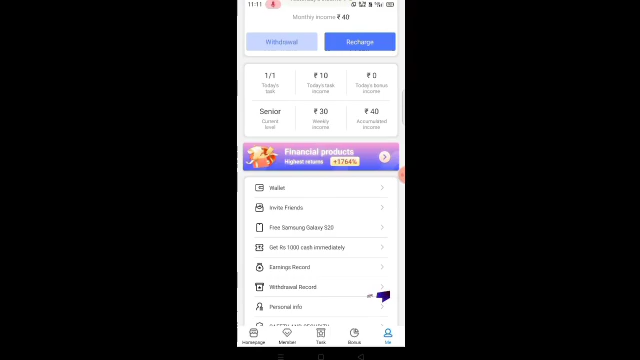 11:11
Monthly income ₹ 40
Withdrawal
Recharge
1/1
Today's task
₹ 10
Today's task income
₹ 0
Today's bonus income
Senior
Current level
₹ 30
Weekly income
₹ 40
Accumulated income
Financial products
Highest returns +1764%
Wallet
Invite Friends
Free Samsung Galaxy S20
Get Rs 1000 cash immediately
Earnings Record
Withdrawal Record
Personal info
Homepage
Member
Task
Bonus
Me